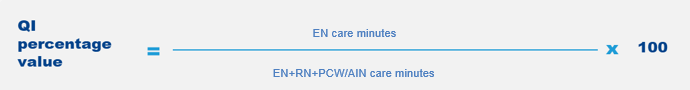 QI
percentage
value
=
EN care minutes
EN+RN+PCW/AIN care minutes
x 100